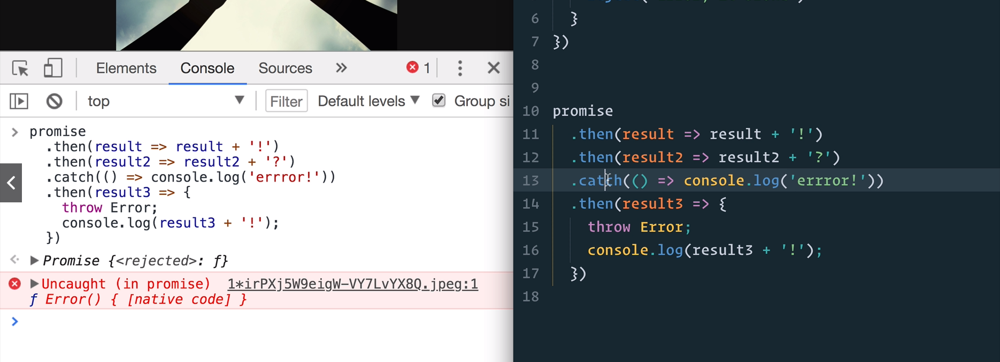 Elements Console Sources » 1
top Filter Default levels Group si
promise
.then(result => result + '!')
.then(result2 => result2 + '?')
.catch(() => console.log('errror!'))
.then(result3 => {
throw Error;
console.log(result3 + '!');
})
Promise {<rejected>: ƒ}
Uncaught (in promise) 1*irPXj5W9eigW-VY7LvYX8Q.jpeg:1
ƒ Error() { [native code] }
6 }
7 })
8
9
10 promise
11 .then(result => result + '!')
12 .then(result2 => result2 + '?')
13 .catch(() => console.log('errror!'))
14 .then(result3 => {
15 throw Error;
16 console.log(result3 + '!');
17 })
18